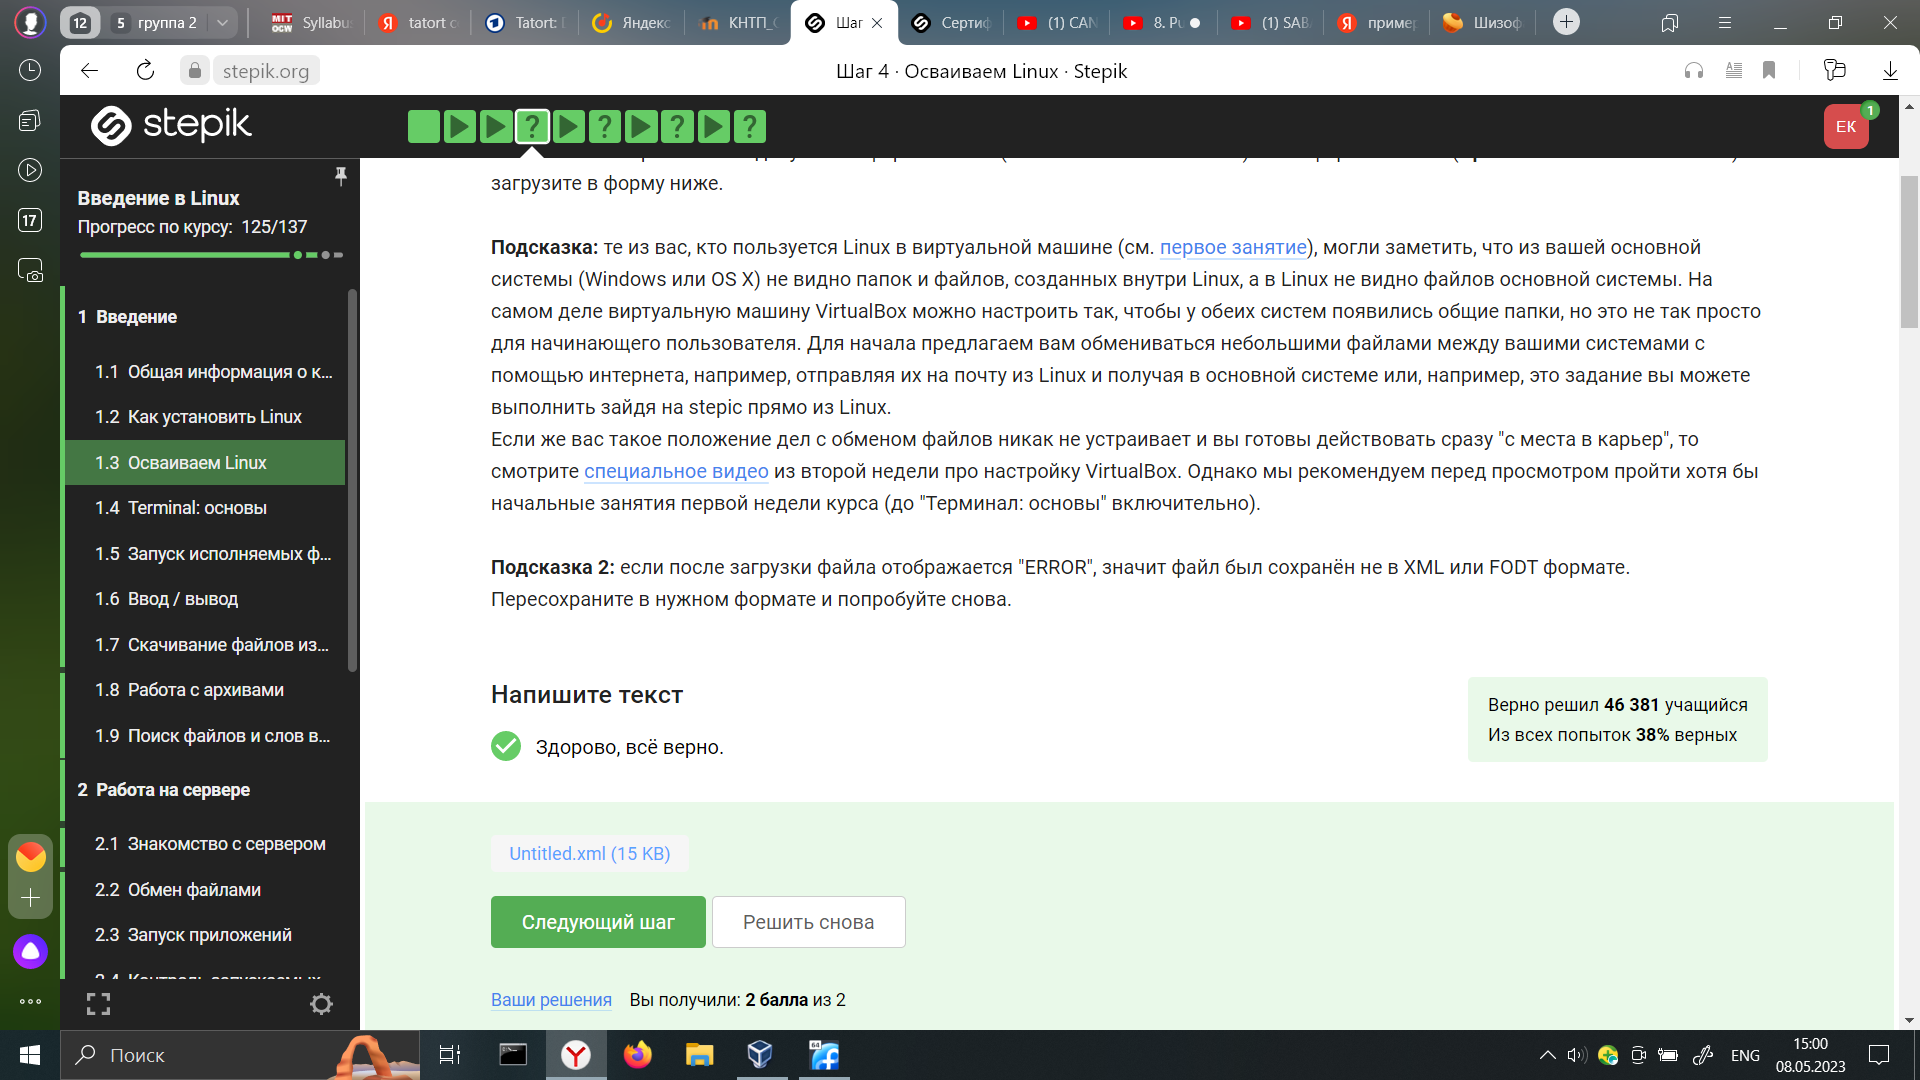 12
5 группа 2
MIT OCW Syllabu
tatort c
Tatort:
Яндекс
КНТП_
Шаг
Сертиф
(1) CAN
8. Pu
(1) SAB
пример
Шизоф
stepik.org
Шаг 4 · Осваиваем Linux · Stepik
stepik
ЕК
1
17
Введение в Linux
Прогресс по курсу: 125/137
1 Введение
1.1 Общая информация о к...
1.2 Как установить Linux
1.3 Осваиваем Linux
1.4 Terminal: основы
1.5 Запуск исполняемых ф...
1.6 Ввод / вывод
1.7 Скачивание файлов из...
1.8 Работа с архивами
1.9 Поиск файлов и слов в...
2 Работа на сервере
2.1 Знакомство с сервером
2.2 Обмен файлами
2.3 Запуск приложений
загрузите в форму ниже.
Подсказка: те из вас, кто пользуется Linux в виртуальной машине (см. первое занятие), могли заметить, что из вашей основной
системы (Windows или OS X) не видно папок и файлов, созданных внутри Linux, а в Linux не видно файлов основной системы. На
самом деле виртуальную машину VirtualBox можно настроить так, чтобы у обеих систем появились общие папки, но это не так просто
для начинающего пользователя. Для начала предлагаем вам обмениваться небольшими файлами между вашими системами с
помощью интернета, например, отправляя их на почту из Linux и получая в основной системе или, например, это задание вы можете
выполнить зайдя на stepic прямо из Linux.
Если же вас такое положение дел с обменом файлов никак не устраивает и вы готовы действовать сразу "с места в карьер", то
смотрите специальное видео из второй недели про настройку VirtualBox. Однако мы рекомендуем перед просмотром пройти хотя бы
начальные занятия первой недели курса (до "Терминал: основы" включительно).
Подсказка 2: если после загрузки файла отображается "ERROR", значит файл был сохранён не в XML или FODT формате.
Пересохраните в нужном формате и попробуйте снова.
Напишите текст
Здорово, всё верно.
Верно решил 46 381 учащийся
Из всех попыток 38% верных
Untitled.xml (15 KB)
Следующий шаг
Решить снова
Ваши решения Вы получили: 2 балла из 2
Поиск
64
ENG
15:00
08.05.2023